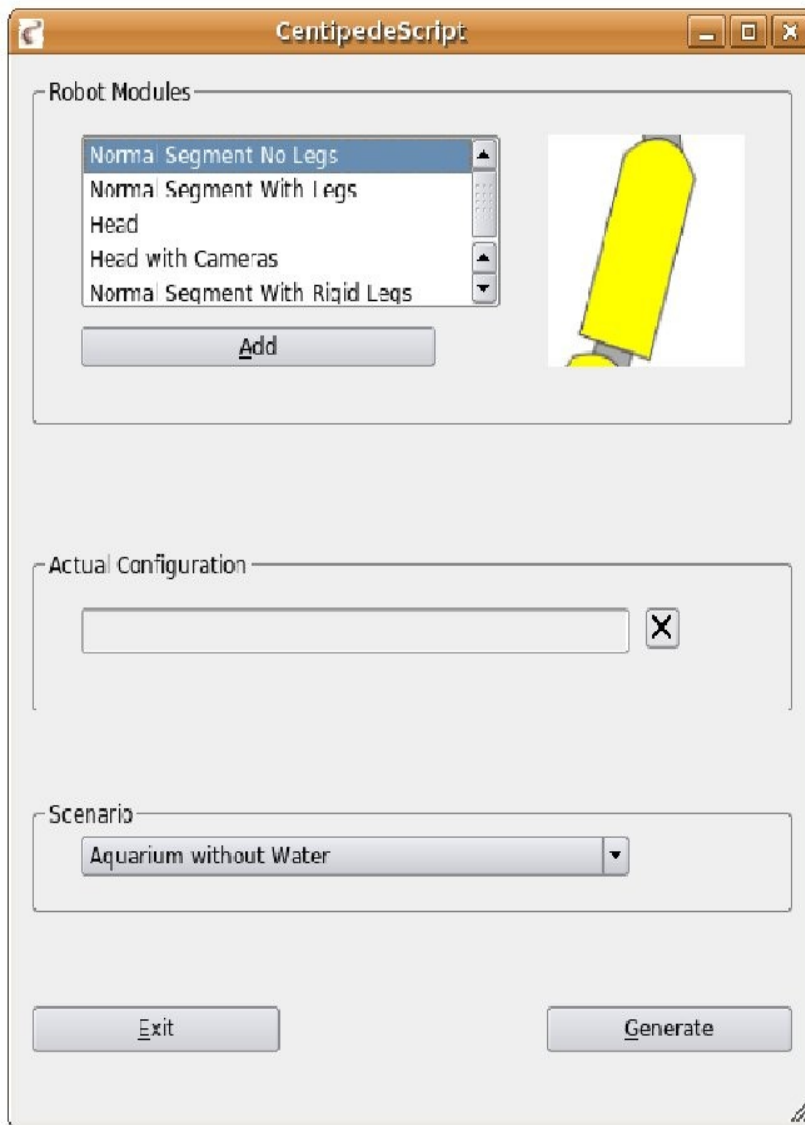 CentipedeScript
Robot Modules
Normal Segment No Legs
Normal Segment With Legs
Head
Head with Cameras
Normal Segment With Rigid Legs
Add
Actual Configuration
X
Scenario
Aquarium without Water
Exit
Generate